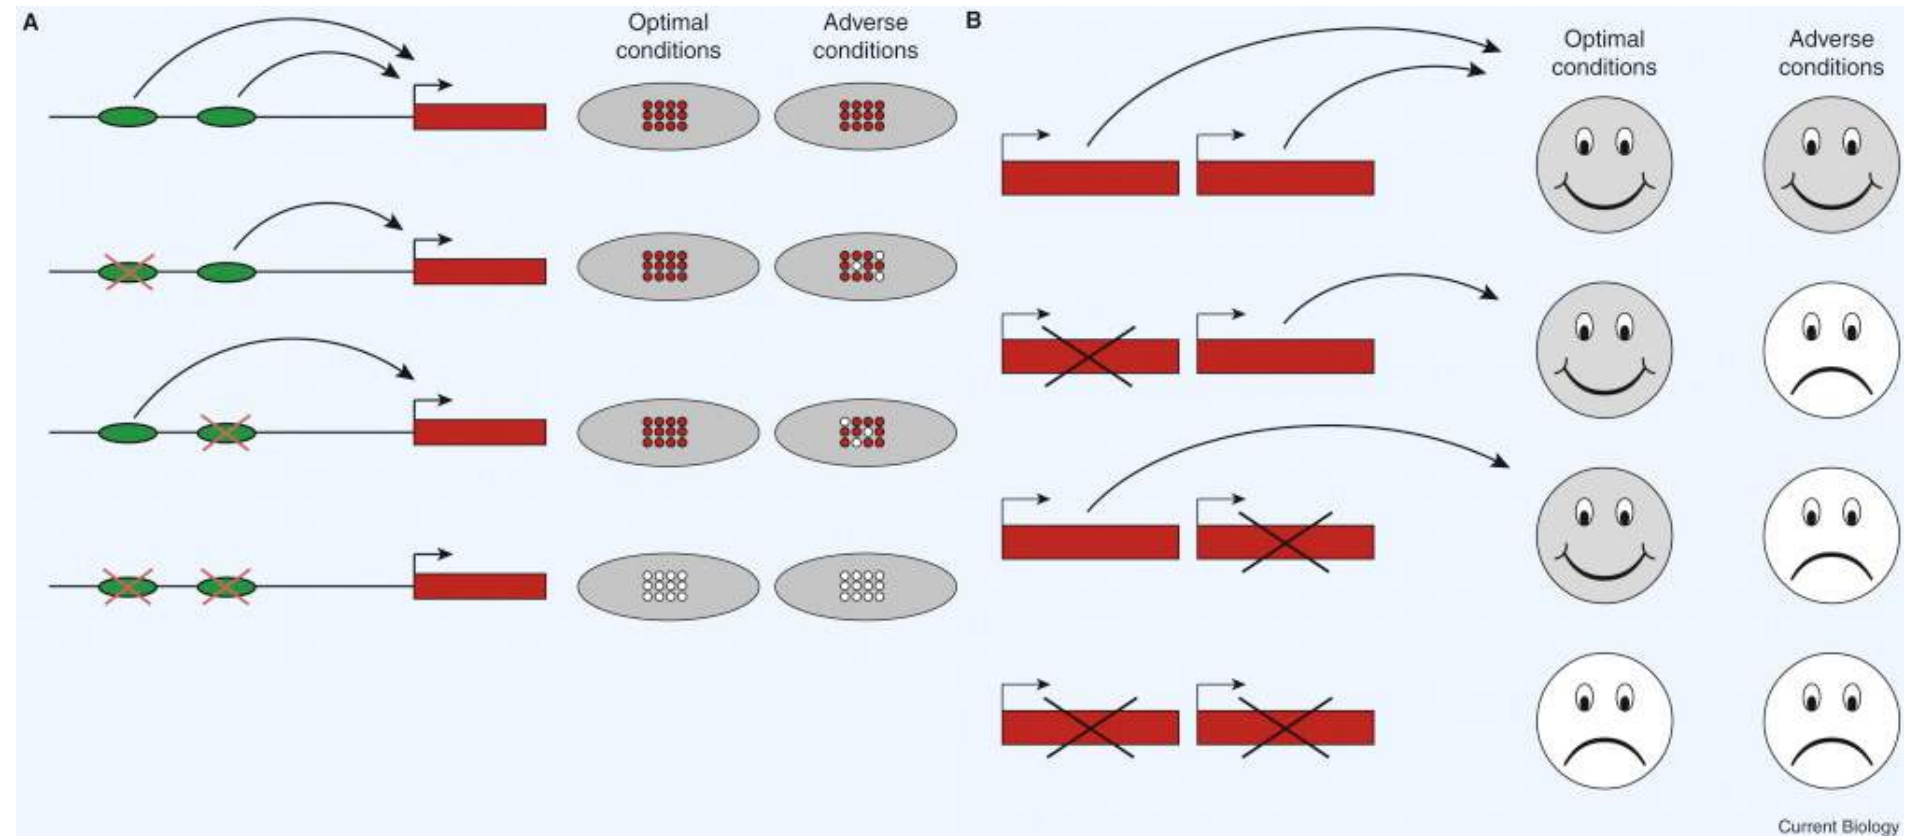 A
Optimal
conditions
Adverse
conditions
B
Optimal
conditions
Adverse
conditions
Current Biology